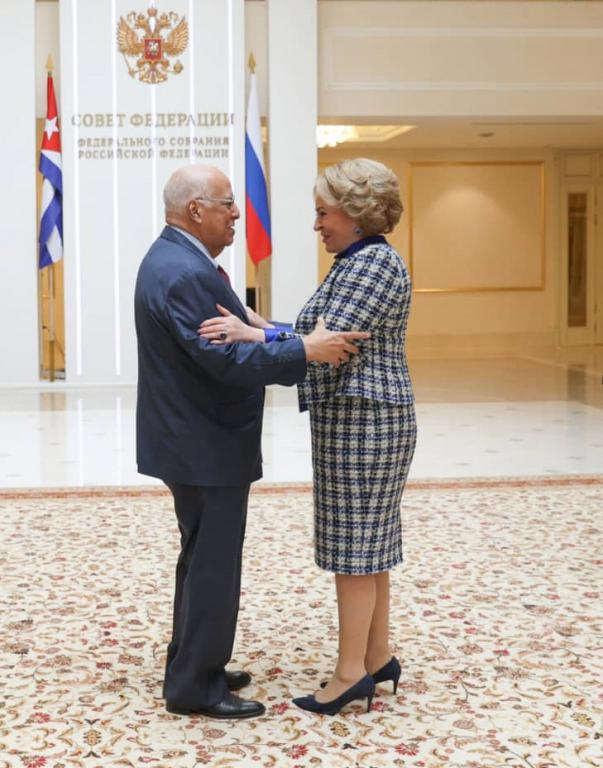 СОВЕТ ФЕДЕРАЦИИ
ФЕДЕРАЛЬНОГО СОБРАНИЯ
РОССИЙСКОЙ ФЕДЕРАЦИИ